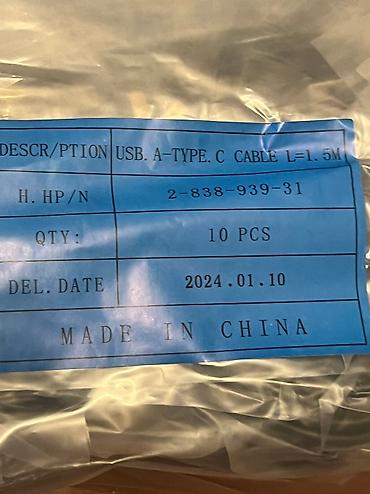 DESCR/PTION USB. A-TYPE. C CABLE L=1.5M
H. HP/N 2-838-939-31
QTY: 10 PCS
DEL. DATE 2024.01.10
MADE IN CHINA